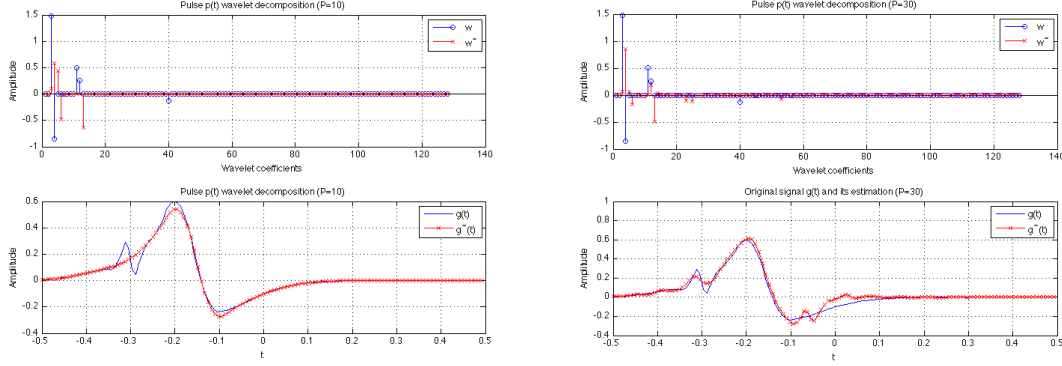 Pulse p(t) wavelet decomposition (P=10)
1.5
1
0.5
0
-0.5
-1
Amplitude
w
w~
0 20 40 60 80 100 120 140
Wavelet coefficients
Pulse p(t) wavelet decomposition (P=10)
0.6
0.4
0.2
0
-0.2
-0.4
Amplitude
g(t)
g~(t)
-0.5 -0.4 -0.3 -0.2 -0.1 0 0.1 0.2 0.3 0.4 0.5
t
Pulse p(t) wavelet decomposition (P=30)
1.5
1
0.5
0
-0.5
-1
Amplitude
w
w~
0 20 40 60 80 100 120 140
Wavelet coefficients
Original signal g(t) and its estimation (P=30)
1
0.8
0.6
0.4
0.2
0
-0.2
-0.4
Amplitude
g(t)
g~(t)
-0.5 -0.4 -0.3 -0.2 -0.1 0 0.1 0.2 0.3 0.4 0.5
t